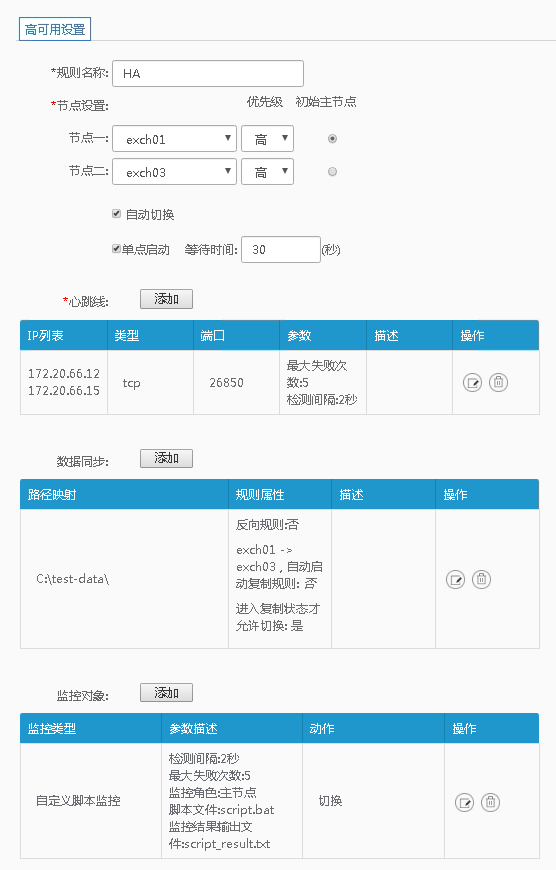 高可用设置
*规则名称: HA
*节点设置: 优先级 初始主节点
节点一: exch01 高
节点二: exch03 高
自动切换
单点启动 等待时间: 30 (秒)
*心跳线: 添加
IP列表 类型 端口 参数 描述 操作
172.20.66.12
172.20.66.15
tcp
26850
最大失败次
数:5
检测间隔:2秒
数据同步: 添加
路径映射 规则属性 描述 操作
C:\test-data\
反向规则:否
exch01 ->
exch03 , 自动启
动复制规则: 否
进入复制状态才
允许切换: 是
监控对象: 添加
监控类型 参数描述 动作 操作
自定义脚本监控
检测间隔:2秒
最大失败次数:5
监控角色:主节点
脚本文件:script.bat
监控结果输出文
件:script_result.txt
切换